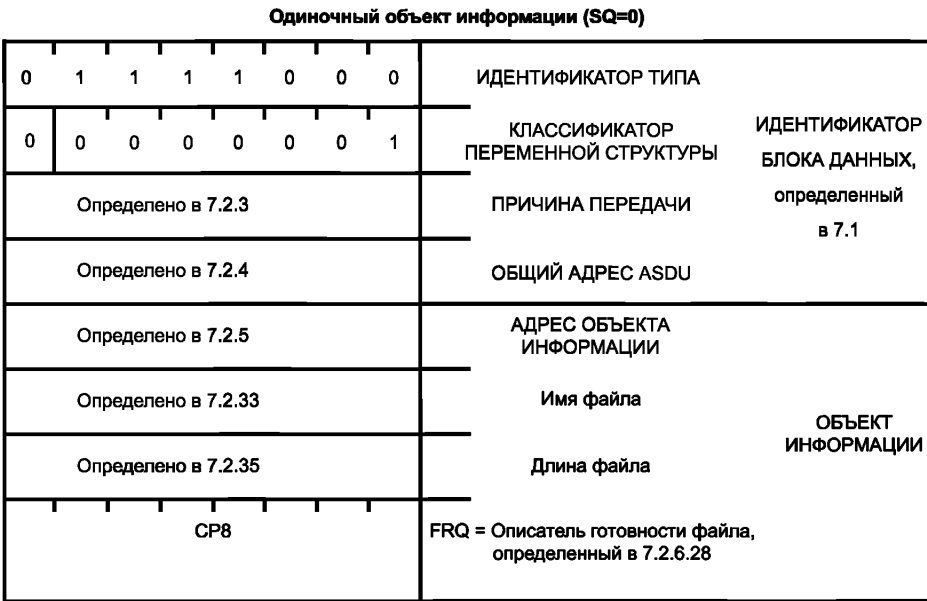 Одиночный объект информации (SQ=0)
0 1 1 1 1 0 0 0
ИДЕНТИФИКАТОР ТИПА
0 0 0 0 0 0 0 1
КЛАССИФИКАТОР
ПЕРЕМЕННОЙ СТРУКТУРЫ
Определено в 7.2.3
ПРИЧИНА ПЕРЕДАЧИ
Определено в 7.2.4
ОБЩИЙ АДРЕС ASDU
ИДЕНТИФИКАТОР
БЛОКА ДАННЫХ,
определенный
в 7.1
Определено в 7.2.5
АДРЕС ОБЪЕКТА
ИНФОРМАЦИИ
Определено в 7.2.33
Имя файла
Определено в 7.2.35
Длина файла
CP8
FRQ = Описатель готовности файла,
определенный в 7.2.6.28
ОБЪЕКТ
ИНФОРМАЦИИ